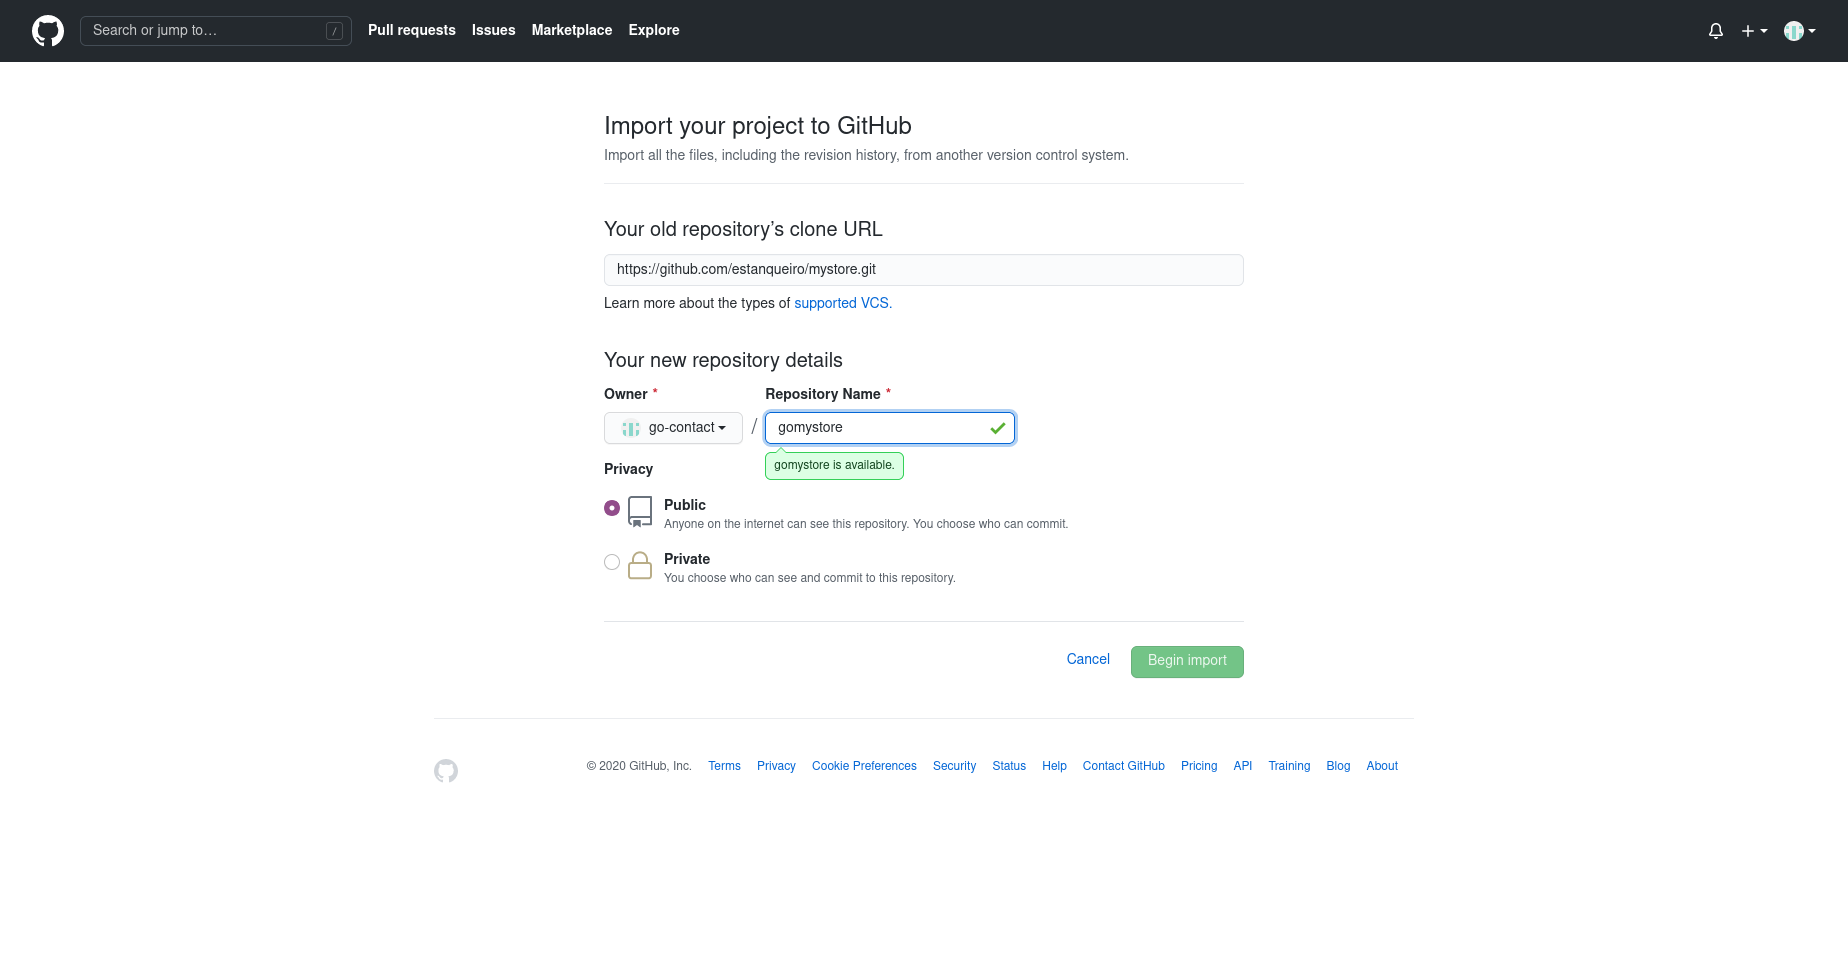 Search or jump to… / Pull requests Issues Marketplace Explore
Import your project to GitHub
Import all the files, including the revision history, from another version control system.
Your old repository's clone URL
https://github.com/estanqueiro/mystore.git
Learn more about the types of supported VCS.
Your new repository details
Owner * Repository Name *
go-contact / gomystore
gomystore is available.
Privacy
Public
Anyone on the internet can see this repository. You choose who can commit.
Private
You choose who can see and commit to this repository.
Cancel Begin import
© 2020 GitHub, Inc. Terms Privacy Cookie Preferences Security Status Help Contact GitHub Pricing API Training Blog About